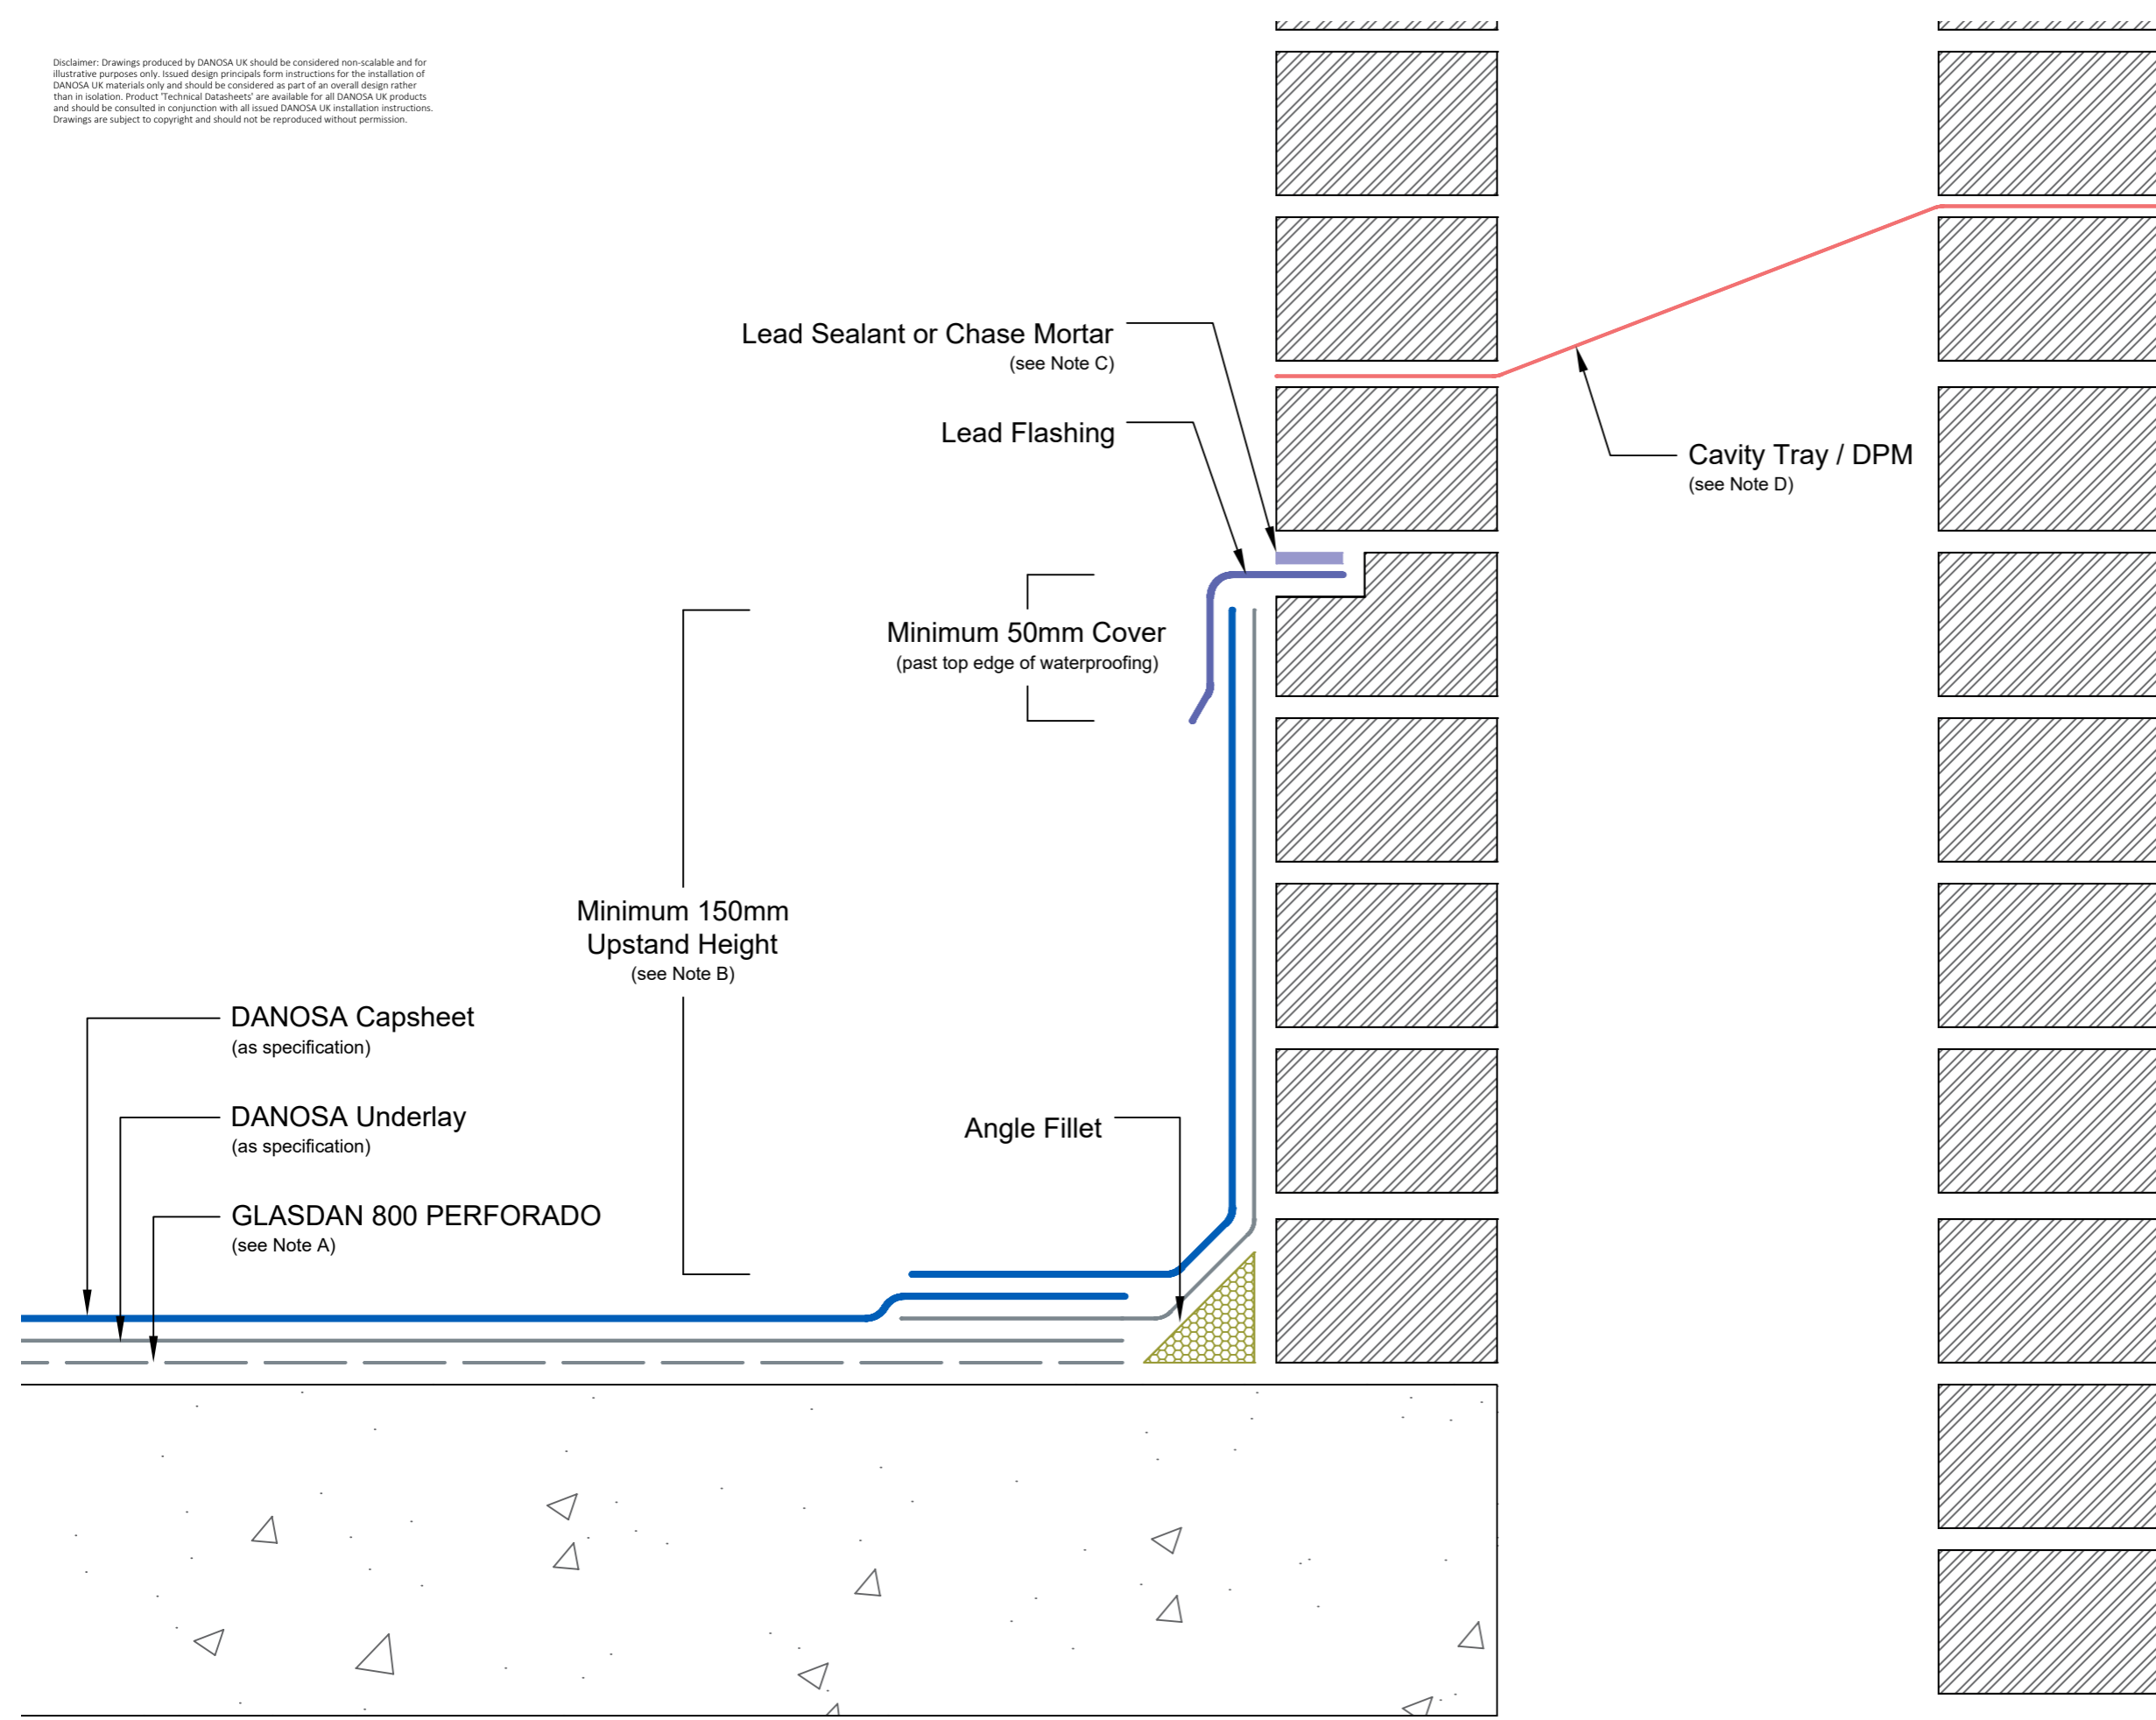 Disclaimer: Drawings produced by DANOSA UK should be considered non-scalable and for
illustrative purposes only. Issued design principals form instructions for the installation of
DANOSA UK materials only and should be considered as part of an overall design rather
than in isolation. Product 'Technical Datasheets' are available for all DANOSA UK products
and should be consulted in conjunction with all issued DANOSA UK installation instructions.
Drawings are subject to copyright and should not be reproduced without permission.
Lead Sealant or Chase Mortar
(see Note C)
Lead Flashing
Cavity Tray / DPM
(see Note D)
Minimum 50mm Cover
(past top edge of waterproofing)
Minimum 150mm
Upstand Height
(see Note B)
DANOSA Capsheet
(as specification)
DANOSA Underlay
(as specification)
Angle Fillet
GLASDAN 800 PERFORADO
(see Note A)